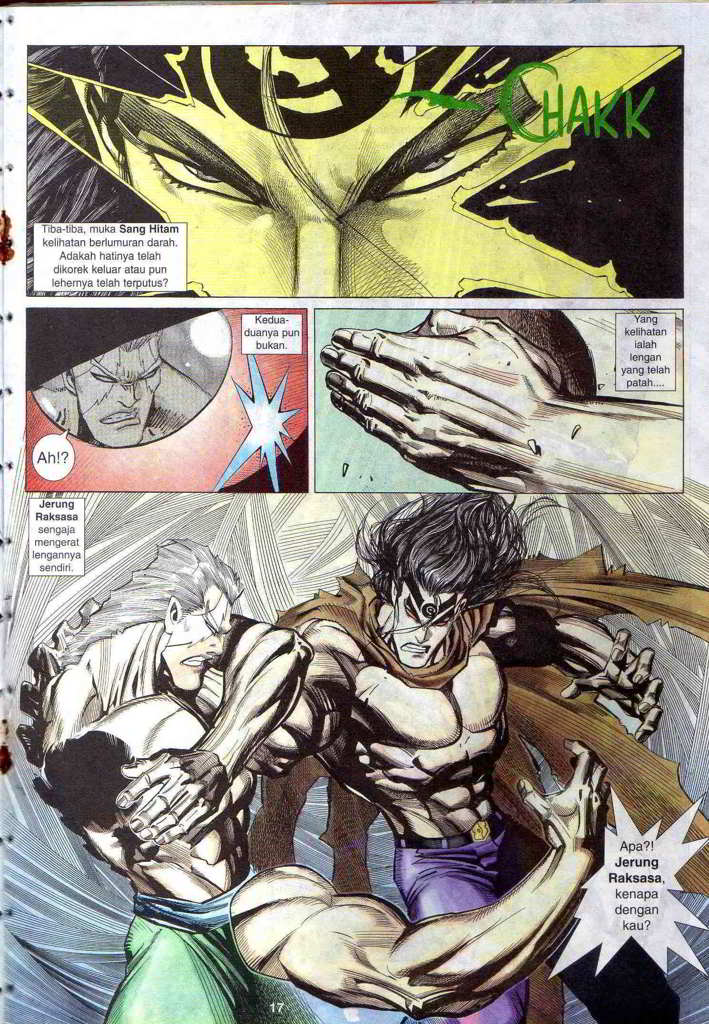 CHAKK
Tiba-tiba, muka Sang Hitam
kelihatan berlumuran darah.
Adakah hatinya telah
dikorek keluar atau pun
lehernya telah terputus?
Kedua-
duanya pun
bukan.
Ah!?
Yang
kelihatan
ialah
lengan
yang telah
patah....
Jerung
Raksasa
sengaja
mengerat
lengannya
sendiri.
Apa?!
Jerung
Raksasa,
kenapa
dengan
kau?
17